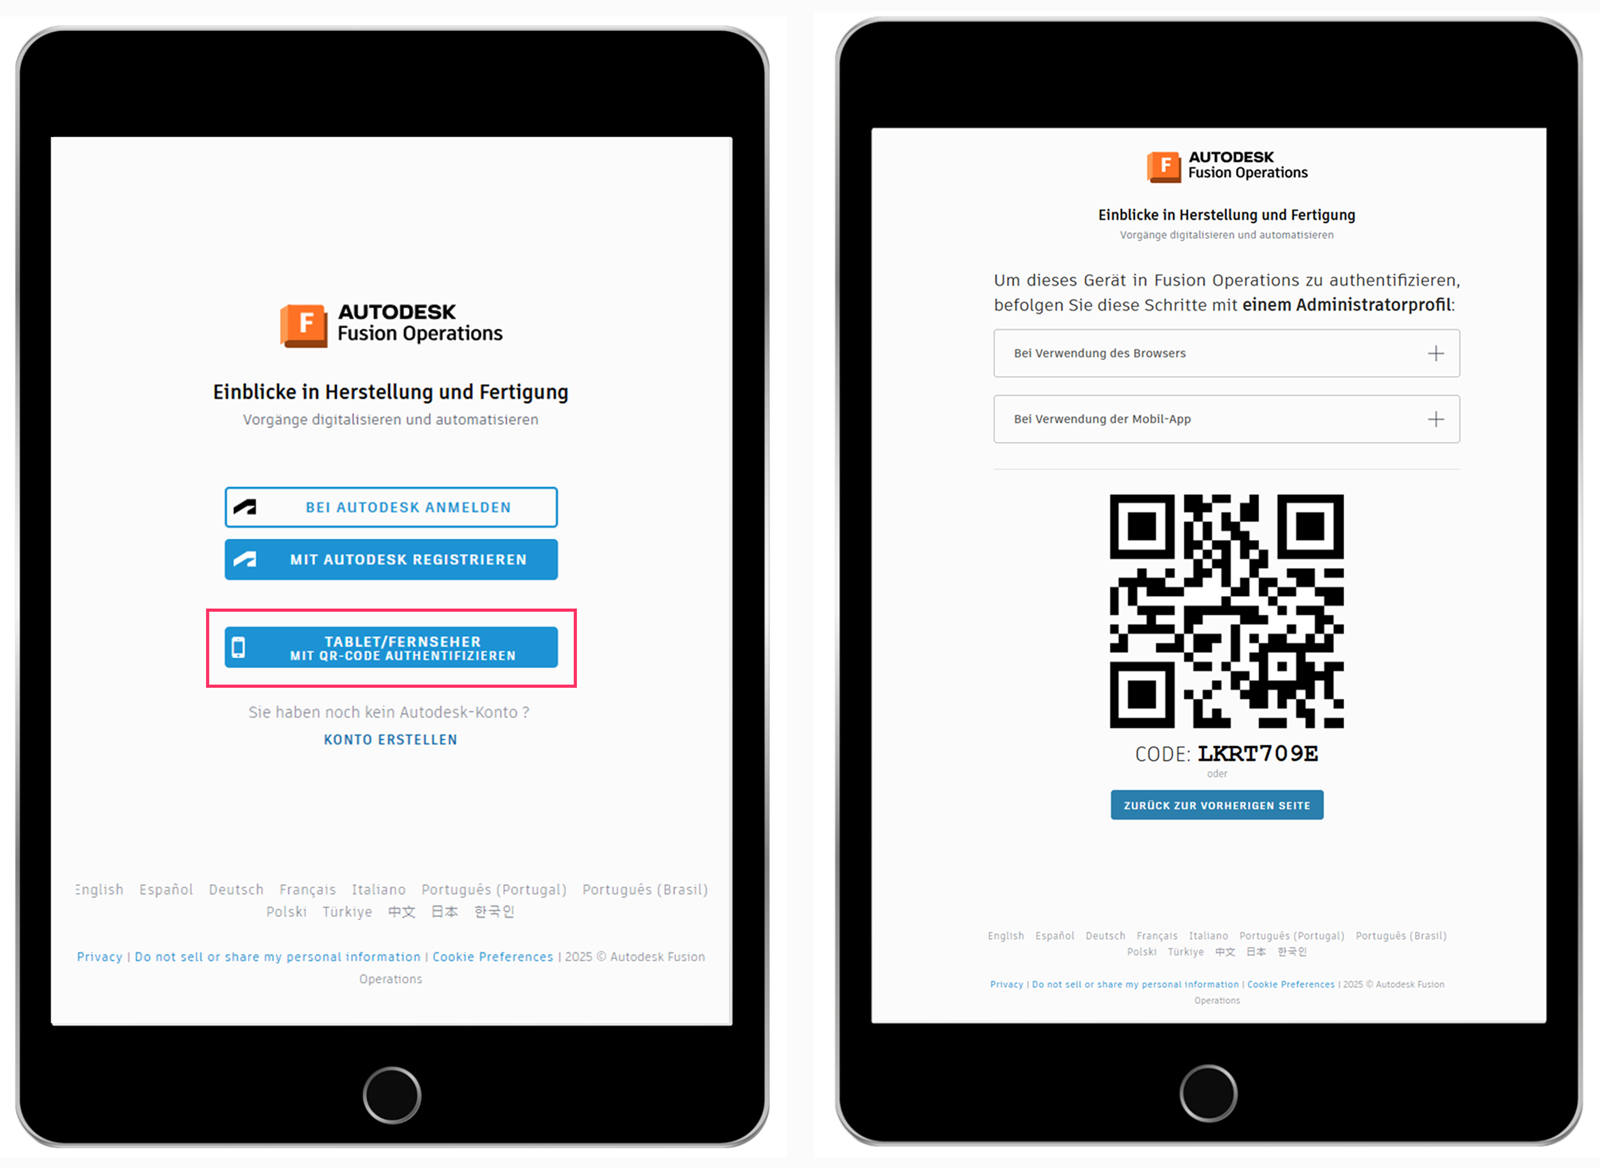 F
AUTODESK
Fusion Operations
Einblicke in Herstellung und Fertigung
Vorgänge digitalisieren und automatisieren
BEI AUTODESK ANMELDEN
MIT AUTODESK REGISTRIEREN
TABLET/FERNSEHER
MIT QR-CODE AUTHENTIFIZIEREN
Sie haben noch kein Autodesk-Konto ?
KONTO ERSTELLEN
English Español Deutsch Français Italiano Português (Portugal) Português (Brasil)
Polski Türkiye 中文 日本 한국인
Privacy | Do not sell or share my personal information | Cookie Preferences | 2025 © Autodesk Fusion
Operations
F
AUTODESK
Fusion Operations
Einblicke in Herstellung und Fertigung
Vorgänge digitalisieren und automatisieren
Um dieses Gerät in Fusion Operations zu authentifizieren,
befolgen Sie diese Schritte mit einem Administratorprofil:
Bei Verwendung des Browsers
Bei Verwendung der Mobil-App
CODE: LKRT709E
oder
ZURÜCK ZUR VORHERIGEN SEITE
English Español Deutsch Français Italiano Português (Portugal) Português (Brasil)
Polski Türkiye 中文 日本 한국인
Privacy | Do not sell or share my personal information | Cookie Preferences | 2025 © Autodesk Fusion
Operations